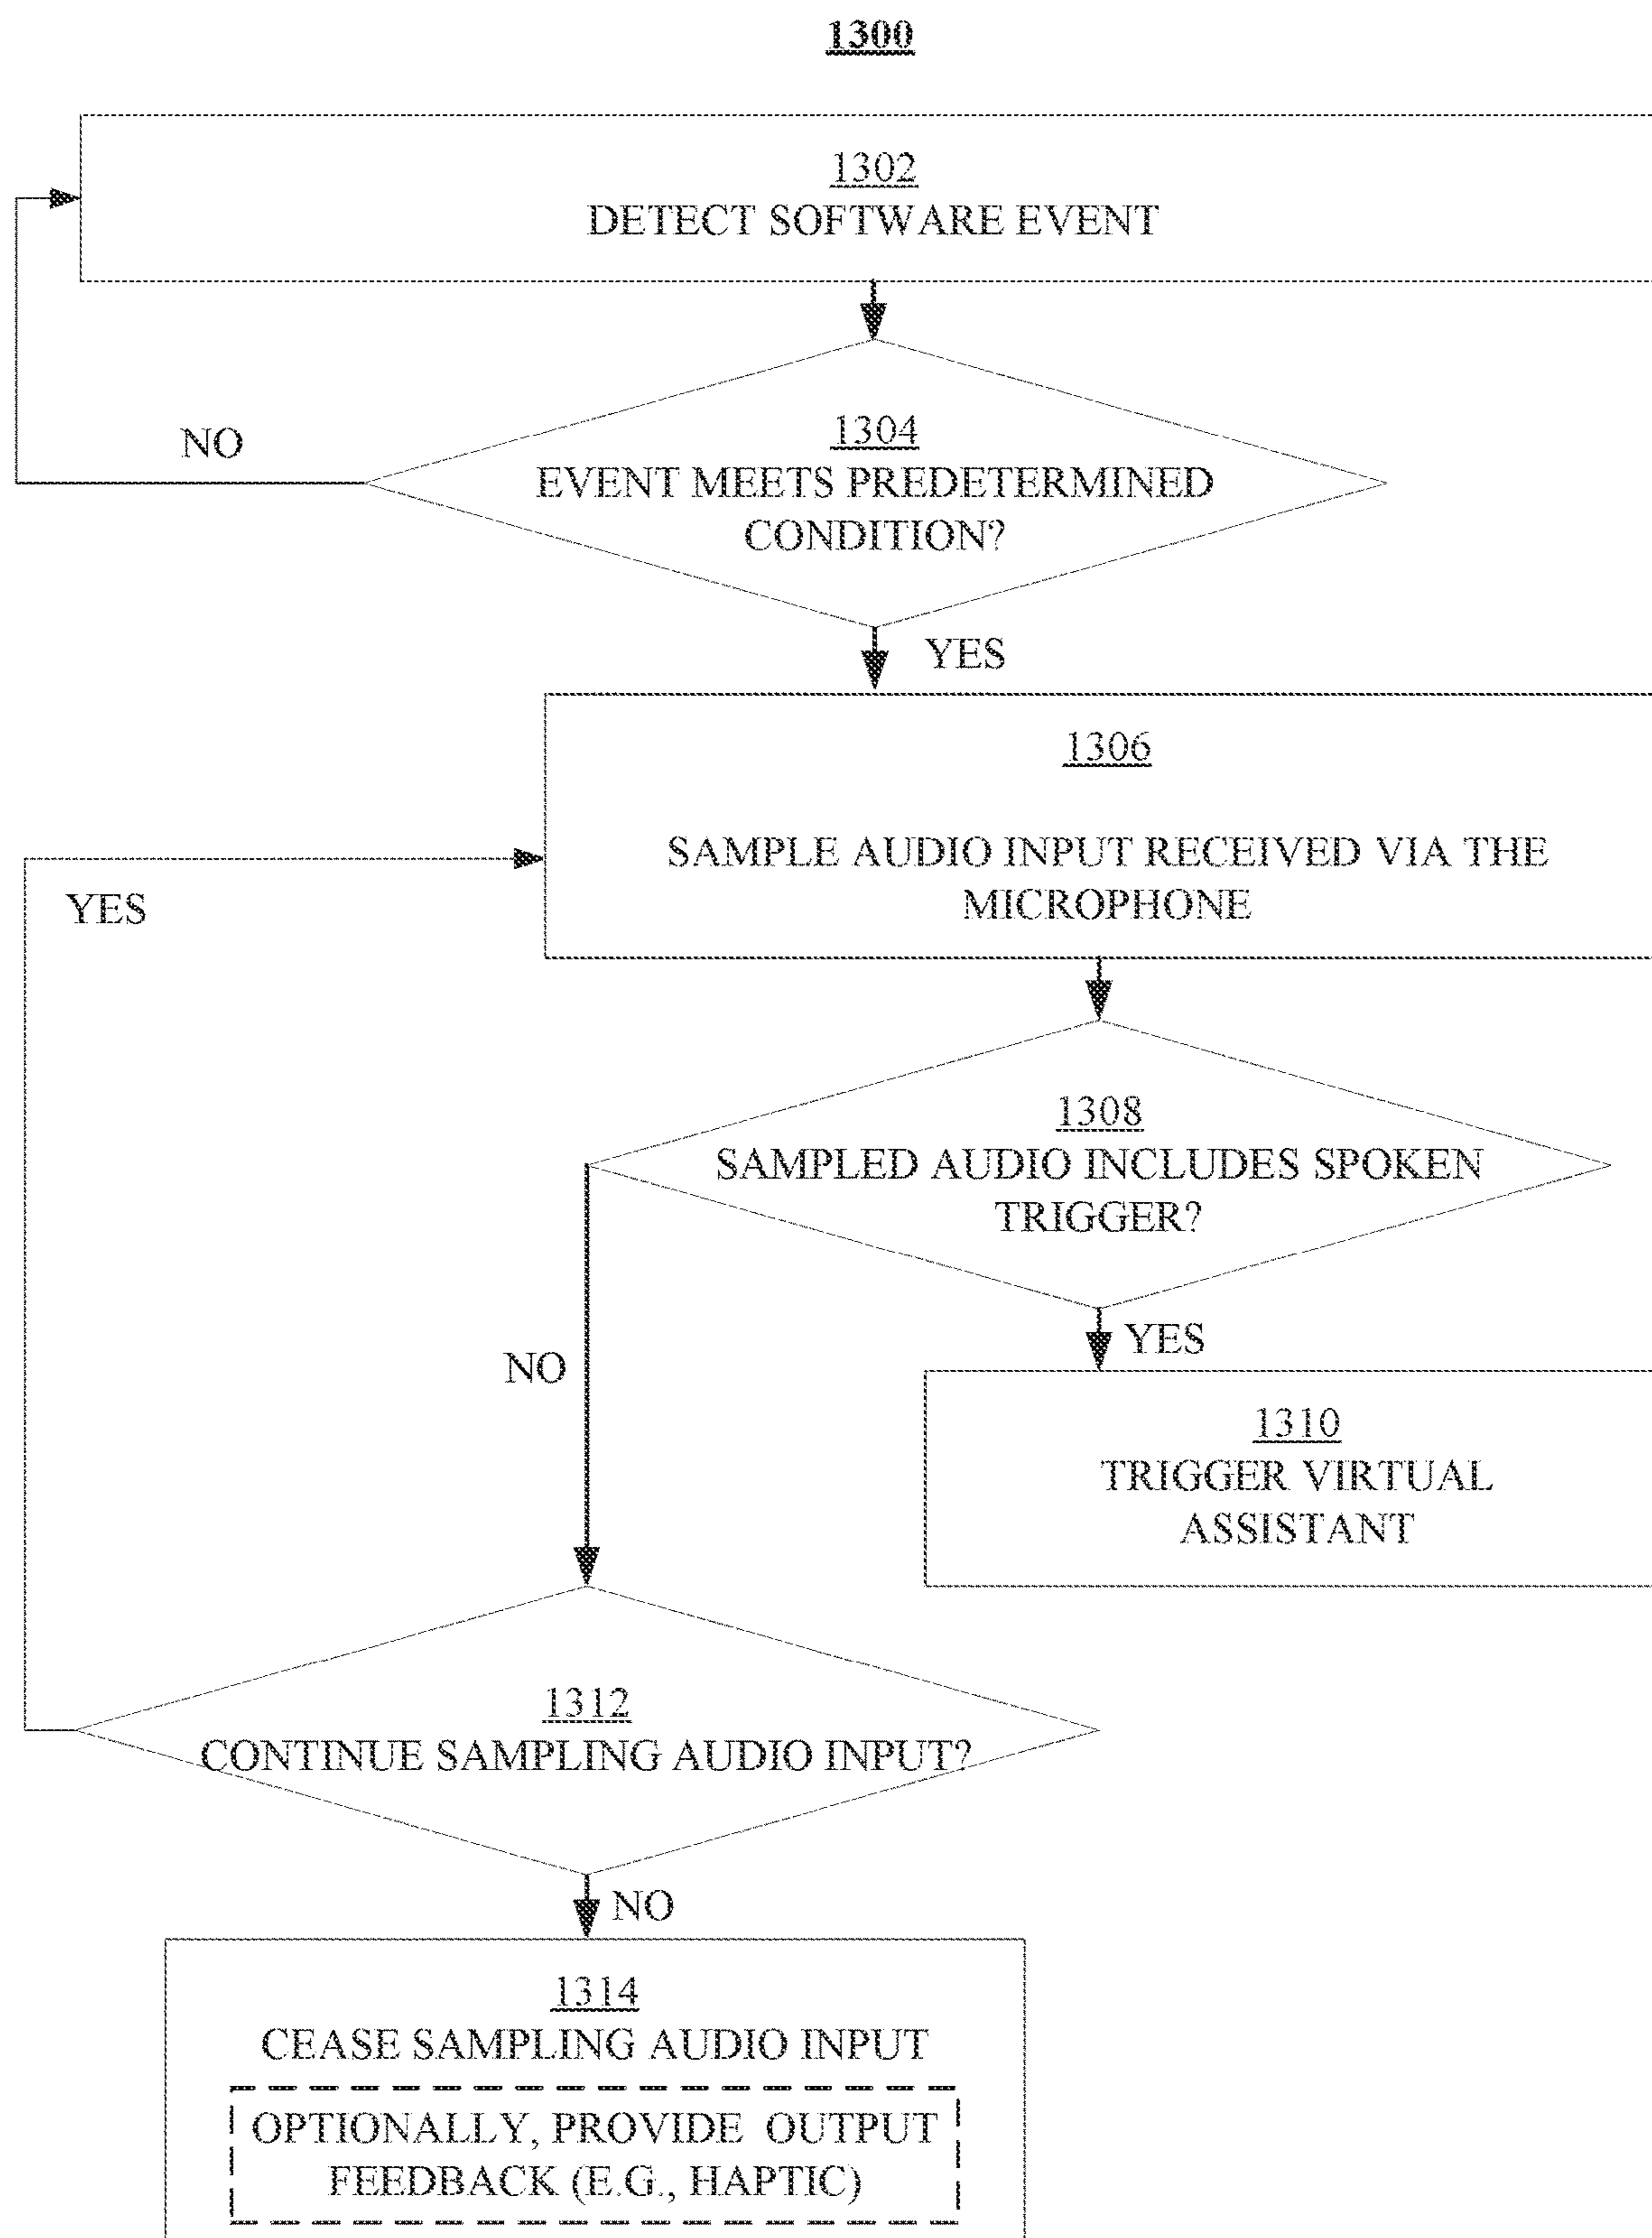 1300
1302
DETECT SOFTWARE EVENT
1304
NO
EVENT MEETS PREDETERMINED
CONDITION?
YES
1306
SAMPLE AUDIO INPUT RECEIVED VIA THE
MICROPHONE
YES
1308
SAMPLED AUDIO INCLUDES SPOKEN
TRIGGER?
YES
NO
1310
TRIGGER VIRTUAL
ASSISTANT
1312
CONTINUE SAMPLING AUDIO INPUT?
NO
1314
CEASE SAMPLING AUDIO INPUT
OPTIONALLY, PROVIDE OUTPUT
FEEDBACK (E.G., HAPTIC)